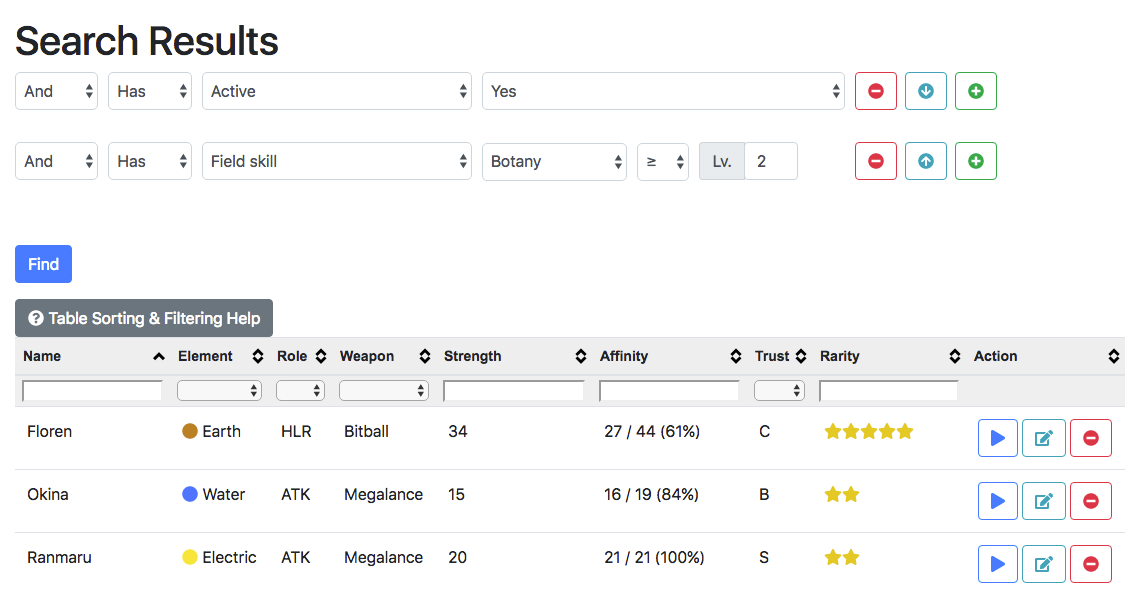 Search Results
And Has Active Yes
And Has Field skill Botany ≥ Lv. 2
Find
Table Sorting & Filtering Help
Name Element Role Weapon Strength Affinity Trust Rarity Action
Floren Earth HLR Bitball 34 27 / 44 (61%) C
Okina Water ATK Megalance 15 16 / 19 (84%) B
Ranmaru Electric ATK Megalance 20 21 / 21 (100%) S